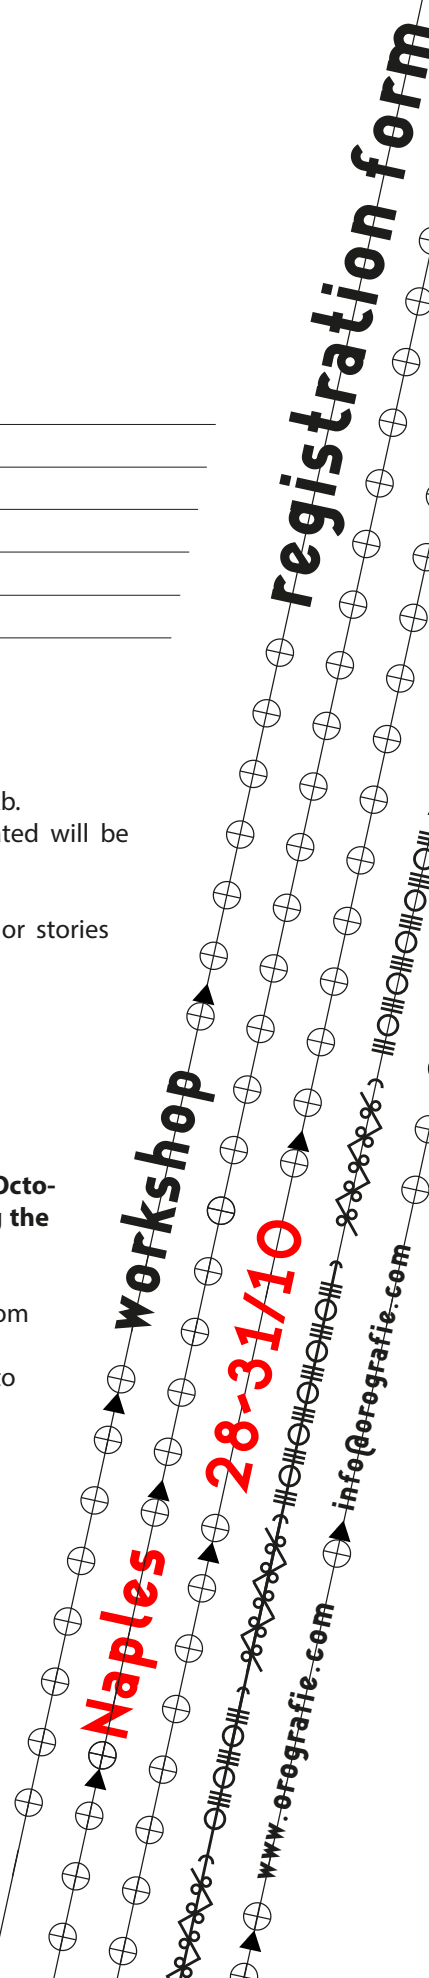 registration form
b.
ted will be
or stories
Octo-
the
om
to
workshop
28-31/10
Naples
info@orografie.com
www.orografie.com